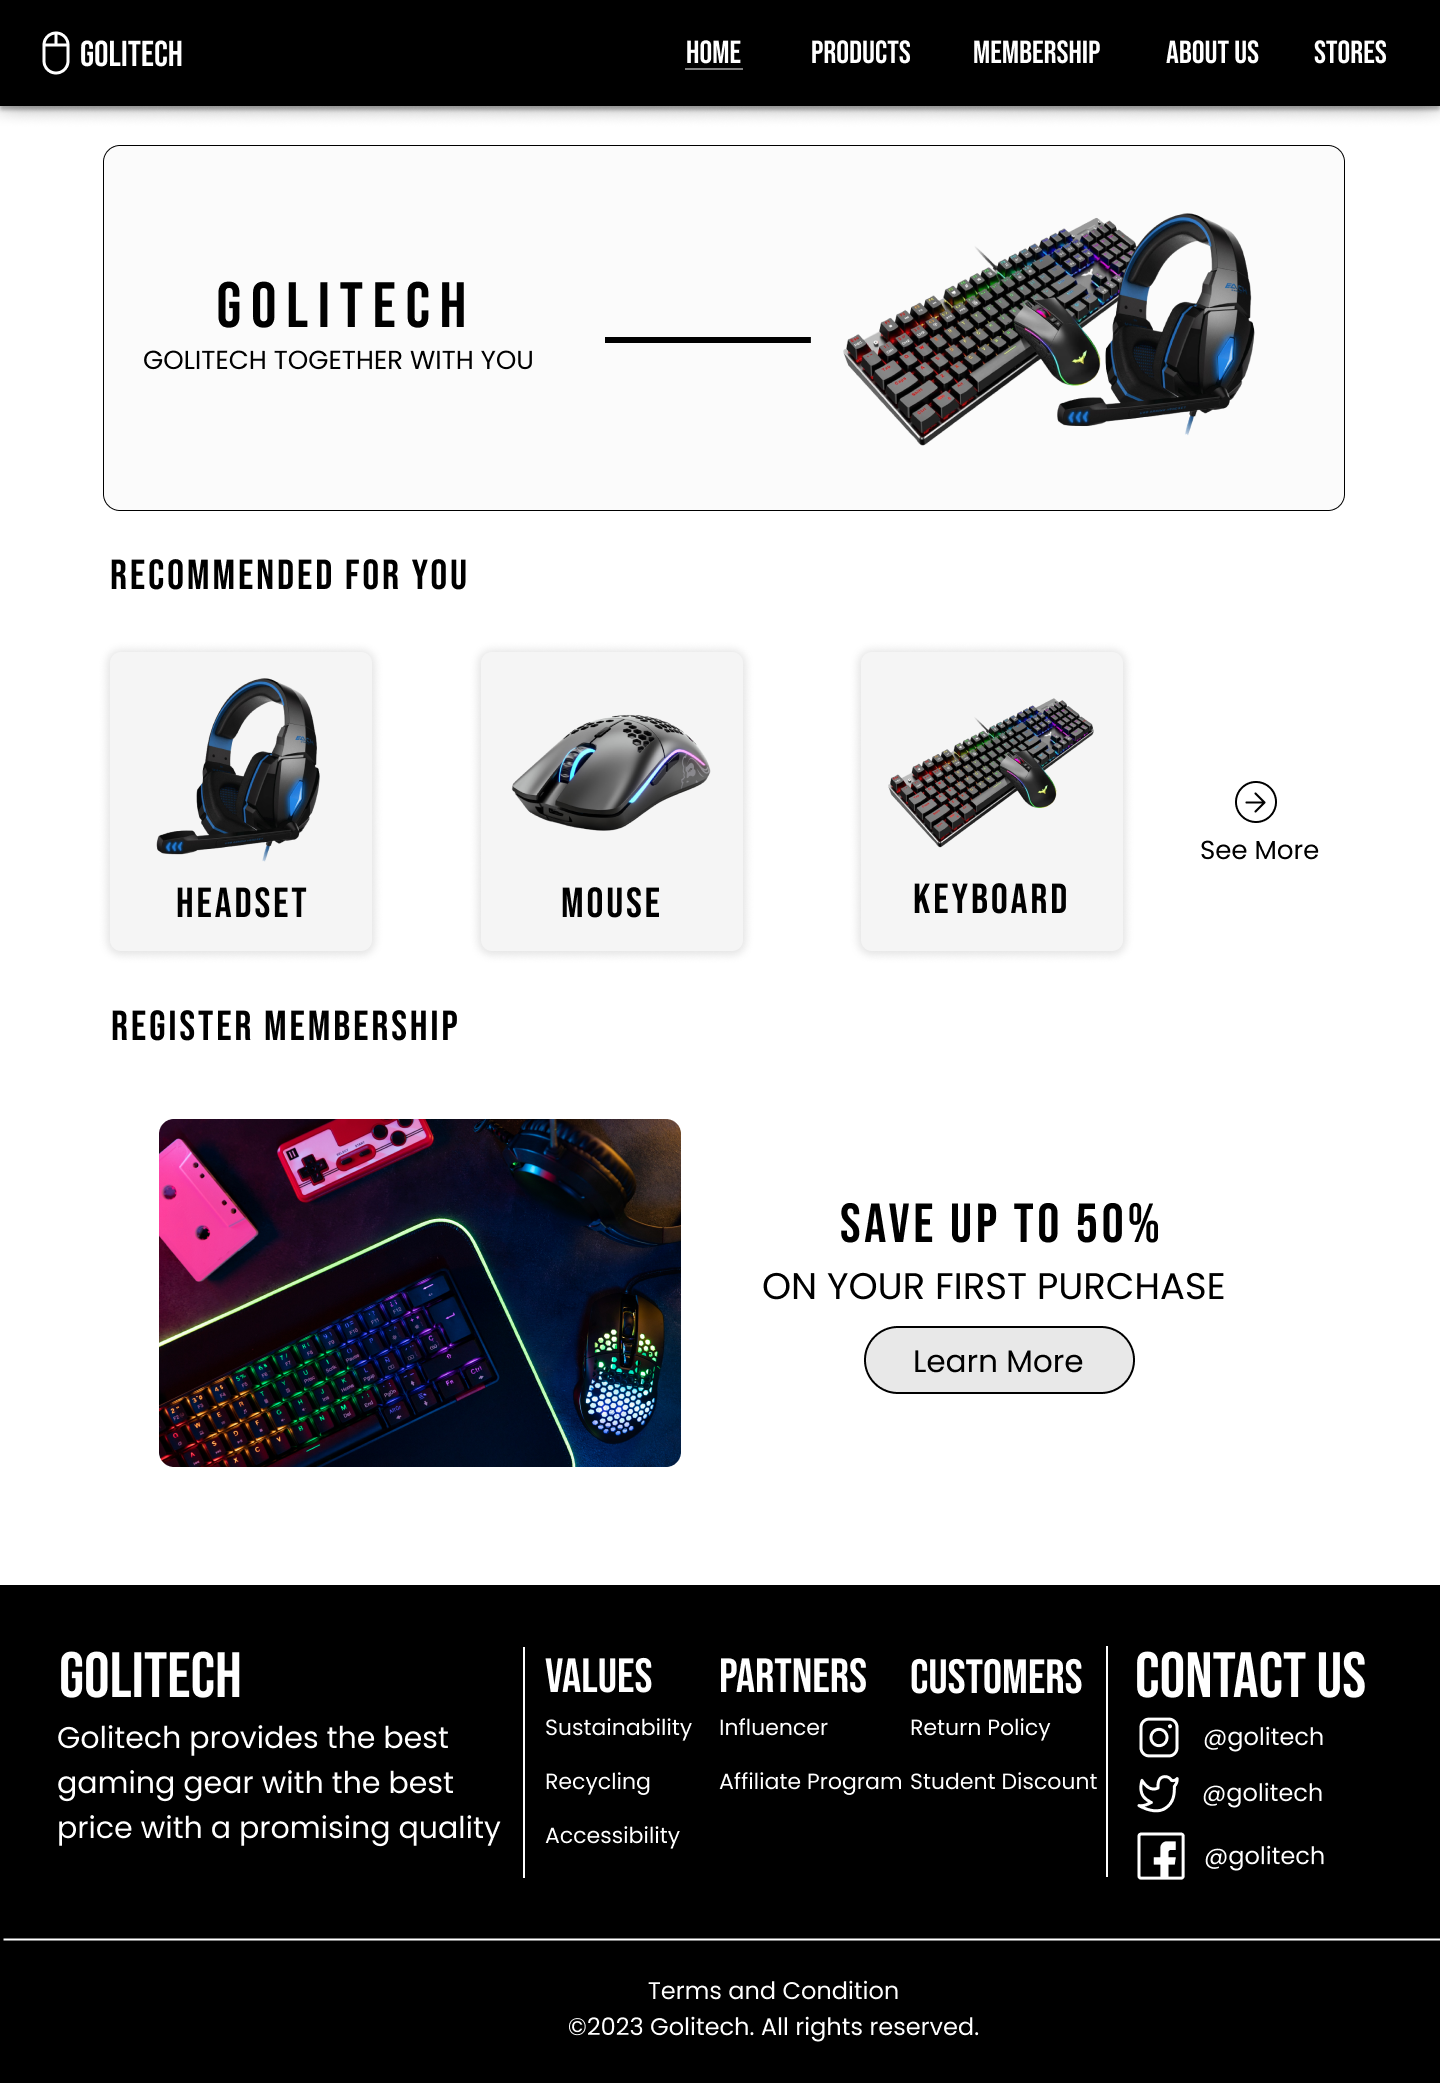 GOLITECH
HOME
PRODUCTS
MEMBERSHIP
ABOUT US
STORES
GOLITECH
GOLITECH TOGETHER WITH YOU
RECOMMENDED FOR YOU
HEADSET
MOUSE
KEYBOARD
See More
REGISTER MEMBERSHIP
SAVE UP TO 50%
ON YOUR FIRST PURCHASE
Learn More
GOLITECH
Golitech provides the best
gaming gear with the best
price with a promising quality
VALUES
Sustainability
Recycling
Accessibility
PARTNERS
Influencer
Affiliate Program
CUSTOMERS
Return Policy
Student Discount
CONTACT US
@golitech
@golitech
@golitech
Terms and Condition
©2023 Golitech. All rights reserved.